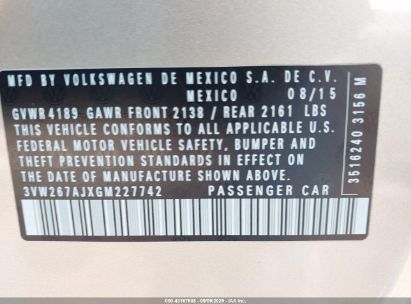 MFD BY VOLKSWAGEN DE MEXICO S.A. DE C.V.
MEXICO 08/15
GVWR 4189 GAWR FRONT 2138 / REAR 2161 LBS
THIS VEHICLE CONFORMS TO ALL APPLICABLE U.S.
FEDERAL MOTOR VEHICLE SAFETY, BUMPER AND
THEFT PREVENTION STANDARDS IN EFFECT ON
THE DATE OF MANUFACTURE SHOWN ABOVE
3VW267AJXGM227742 PASSENGER CAR
3516240 3156 M